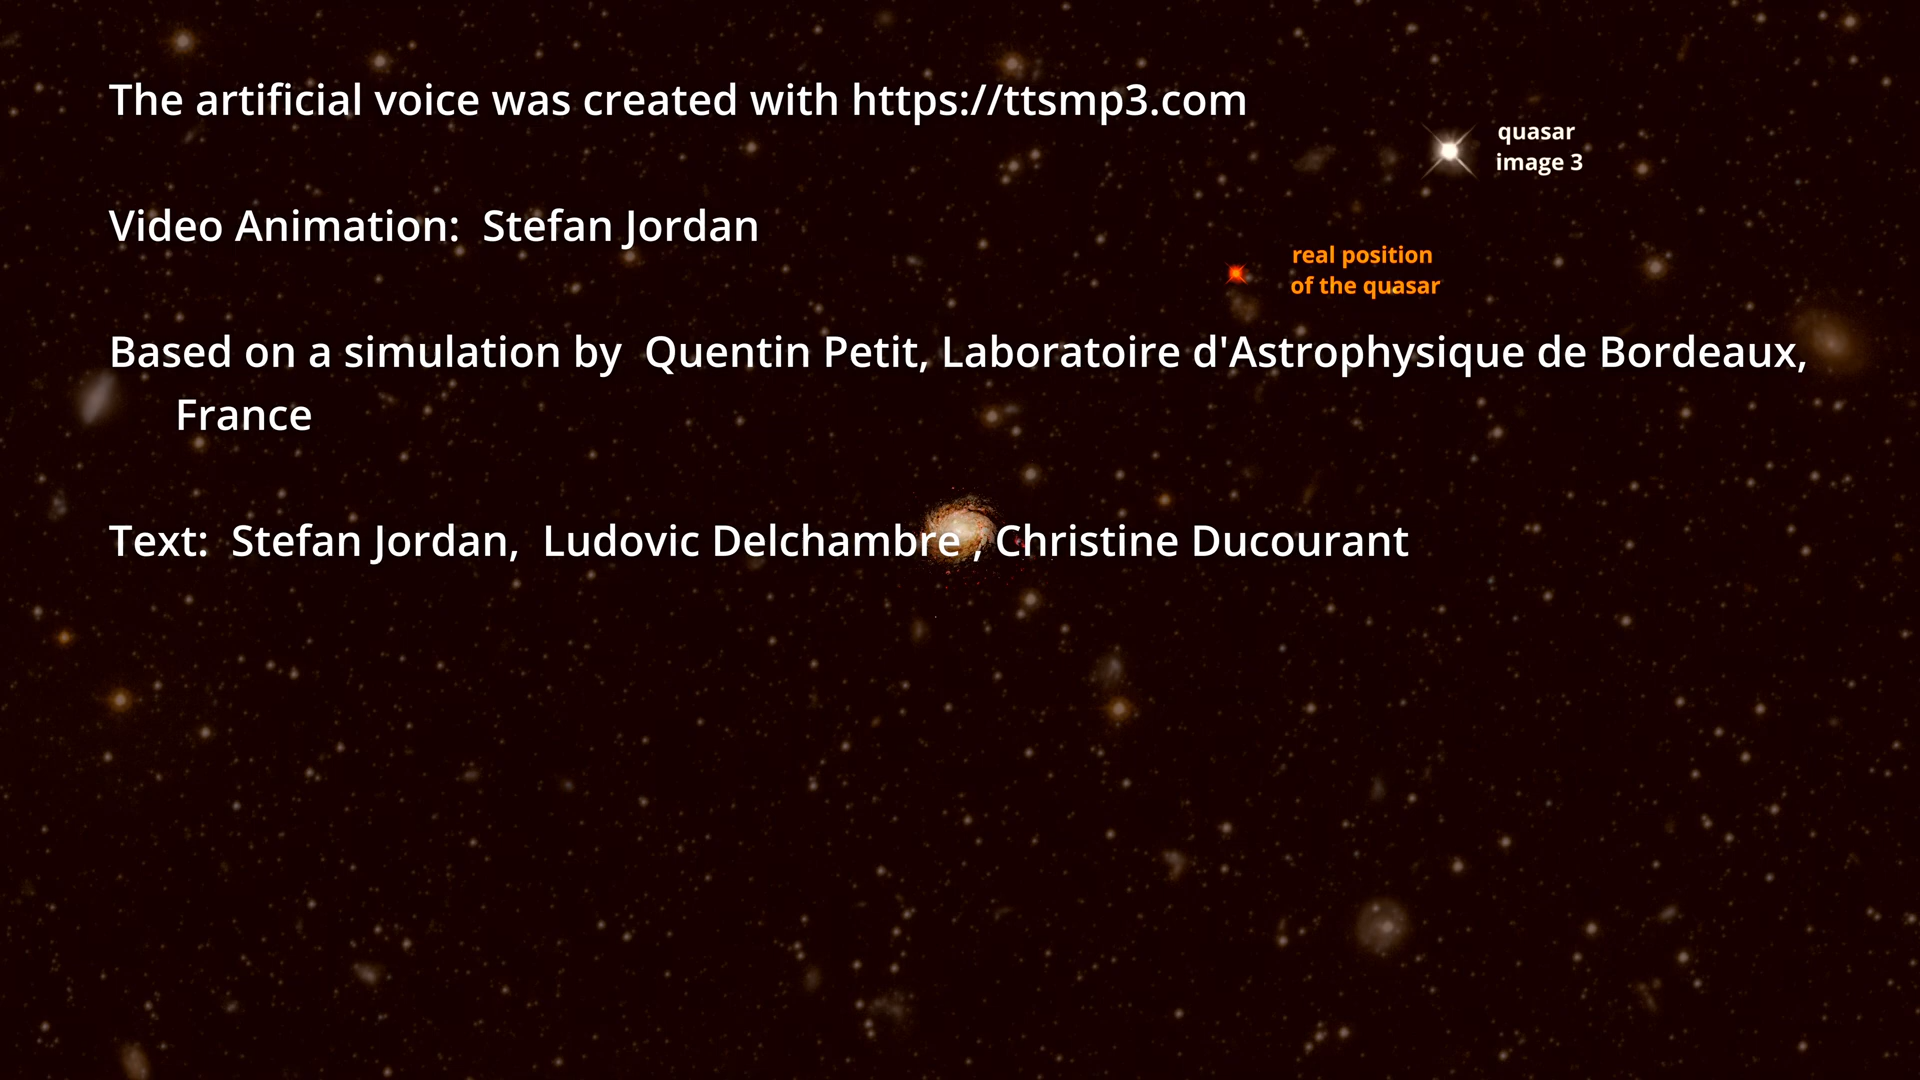 The artificial voice was created with https://ttsmp3.com
quasar
image 3
Video Animation:  Stefan Jordan
real position
of the quasar
Based on a simulation by  Quentin Petit, Laboratoire d'Astrophysique de Bordeaux,
France
Text:  Stefan Jordan,  Ludovic Delchambre , Christine Ducourant